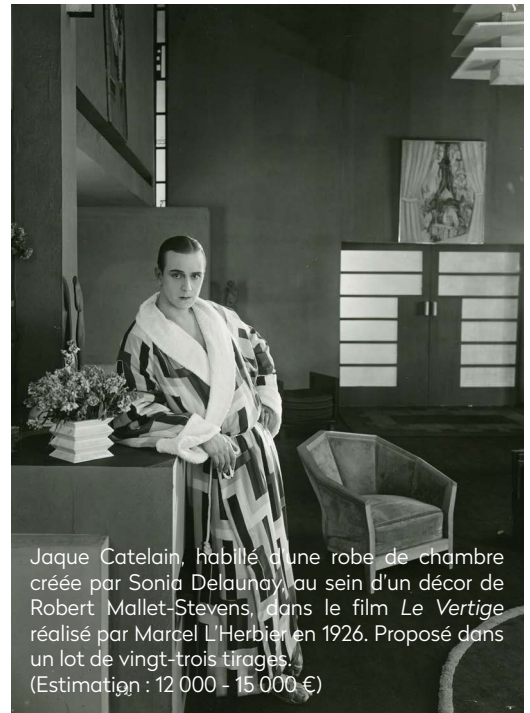 Jaque Catelain, habillé d'une robe de chambre
créée par Sonia Delaunay, au sein d'un décor de
Robert Mallet-Stevens, dans le film Le Vertige
réalisé par Marcel L'Herbier en 1926. Proposé dans
un lot de vingt-trois tirages.
(Estimation : 12 000 - 15 000 €)